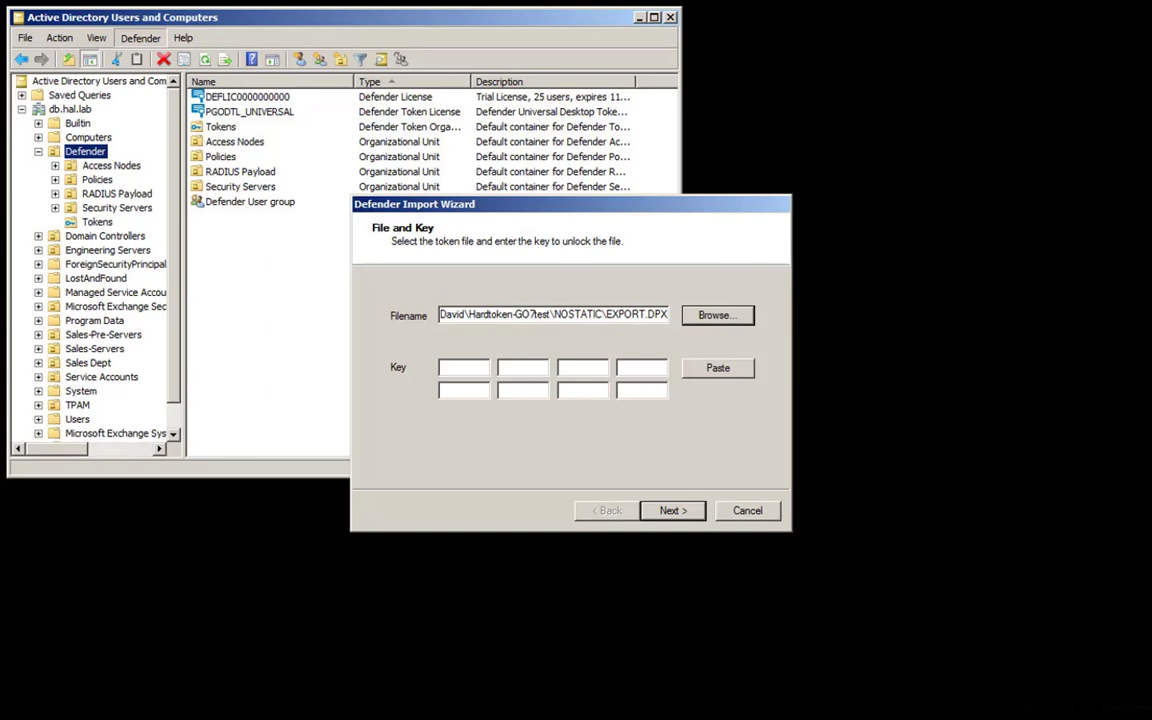 Active Directory Users and Computers
File Action View Defender Help
Active Directory Users and Com
Saved Queries
db.hal.lab
Builtin
Computers
Defender
Access Nodes
Policies
RADIUS Payload
Security Servers
Tokens
Domain Controllers
Engineering Servers
ForeignSecurityPrincipal
LostAndFound
Managed Service Accou
Microsoft Exchange Sec
Program Data
Sales-Pre-Servers
Sales-Servers
Sales Dept
Service Accounts
System
TPAM
Users
Microsoft Exchange Sys
Name Type Description
DEFLIC0000000000 Defender License Trial License, 25 users, expires 11...
PGODTL_UNIVERSAL Defender Token License Defender Universal Desktop Toke...
Tokens Defender Token Orga... Default container for Defender To...
Access Nodes Organizational Unit Default container for Defender Ac...
Policies Organizational Unit Default container for Defender Po...
RADIUS Payload Organizational Unit Default container for Defender R...
Security Servers Organizational Unit Default container for Defender Se...
Defender User group
Defender Import Wizard
File and Key
Select the token file and enter the key to unlock the file.
Filename David\Hardtoken-GO7test\NOSTATIC\EXPORT.DPX Browse...
Key Paste
< Back Next > Cancel